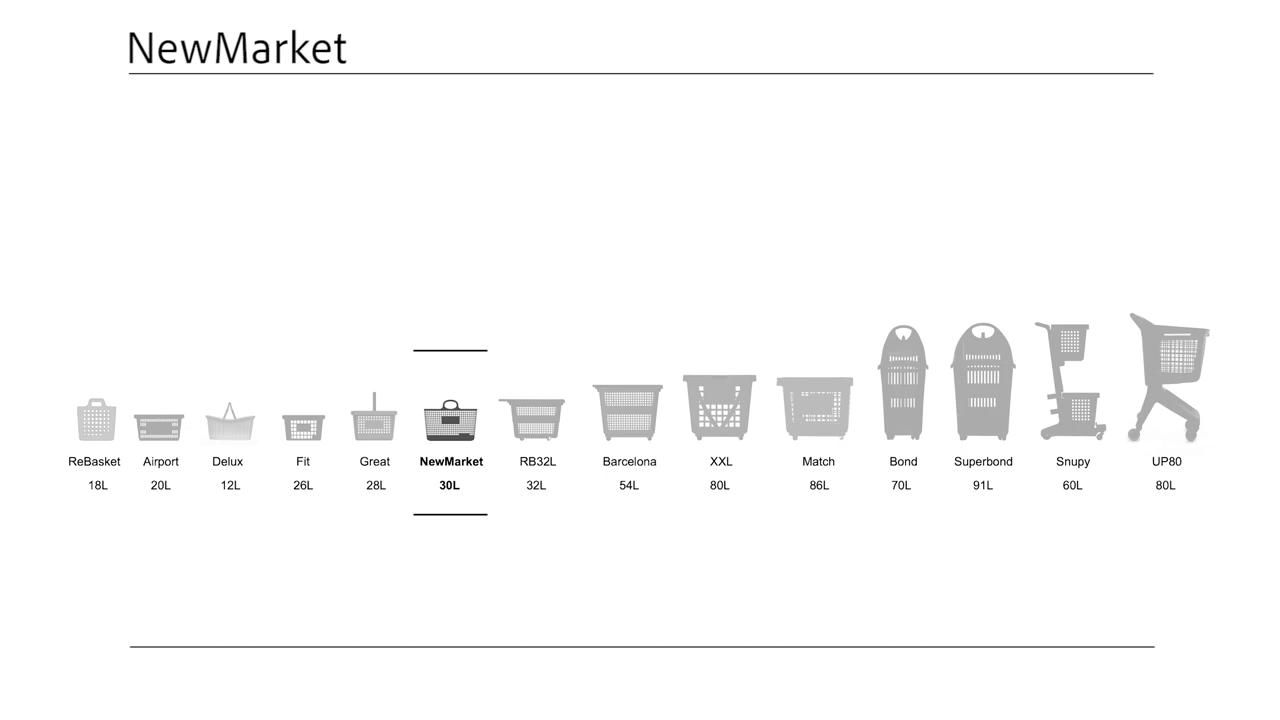 NewMarket
ReBasket Airport Delux Fit Great NewMarket RB32L Barcelona XXL Match Bond Superbond Snupy UP80
18L 20L 12L 26L 28L 30L 32L 54L 80L 86L 70L 91L 60L 80L